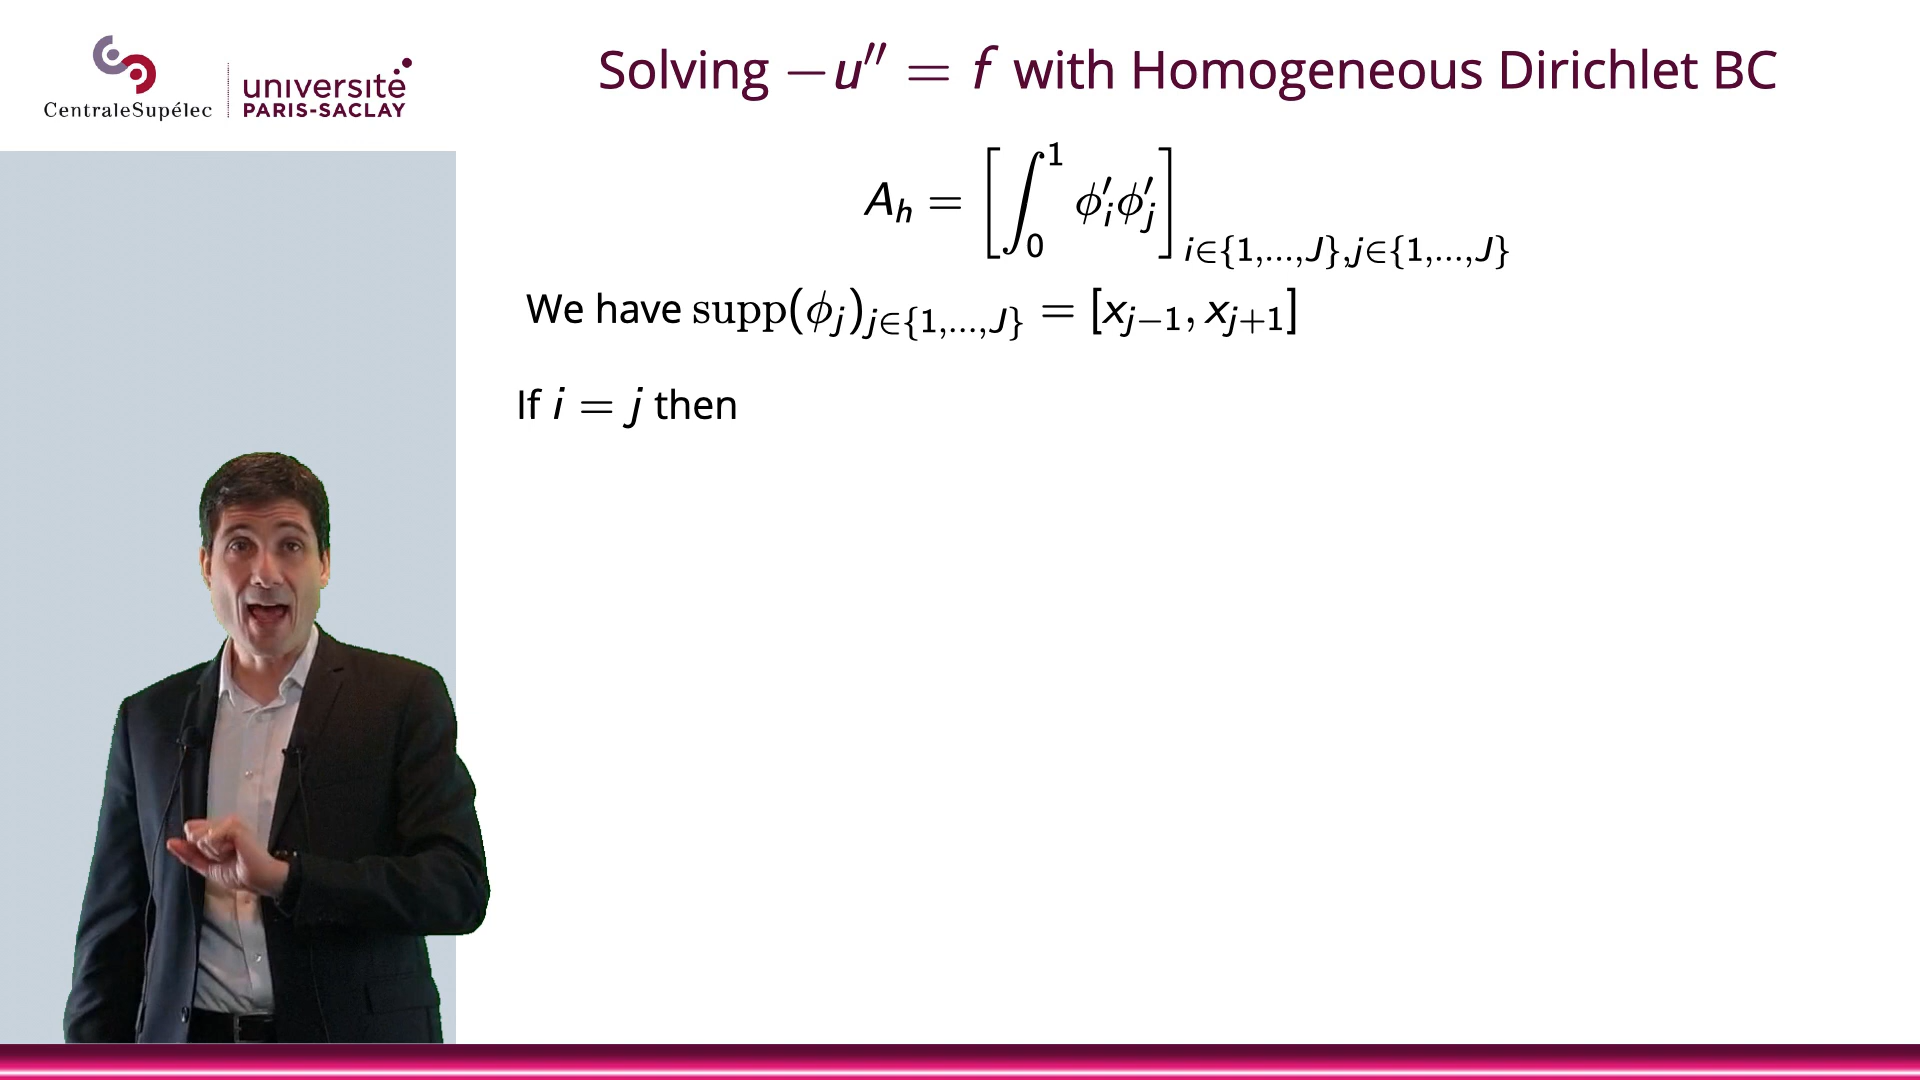 CentraleSupélec
université
PARIS-SACLAY
Solving −u″ = f with Homogeneous Dirichlet BC
A_h = [∫_0^1 ϕ′_i ϕ′_j]_{i∈{1,...,J},j∈{1,...,J}}
We have supp(ϕ_j)_{j∈{1,...,J}} = [x_{j−1}, x_{j+1}]
If i = j then